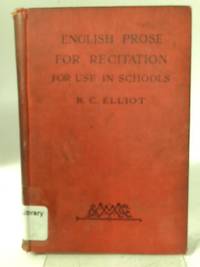 ENGLISH PROSE
FOR RECITATION
FOR USE IN SCHOOLS
R. C. ELLIOT
library